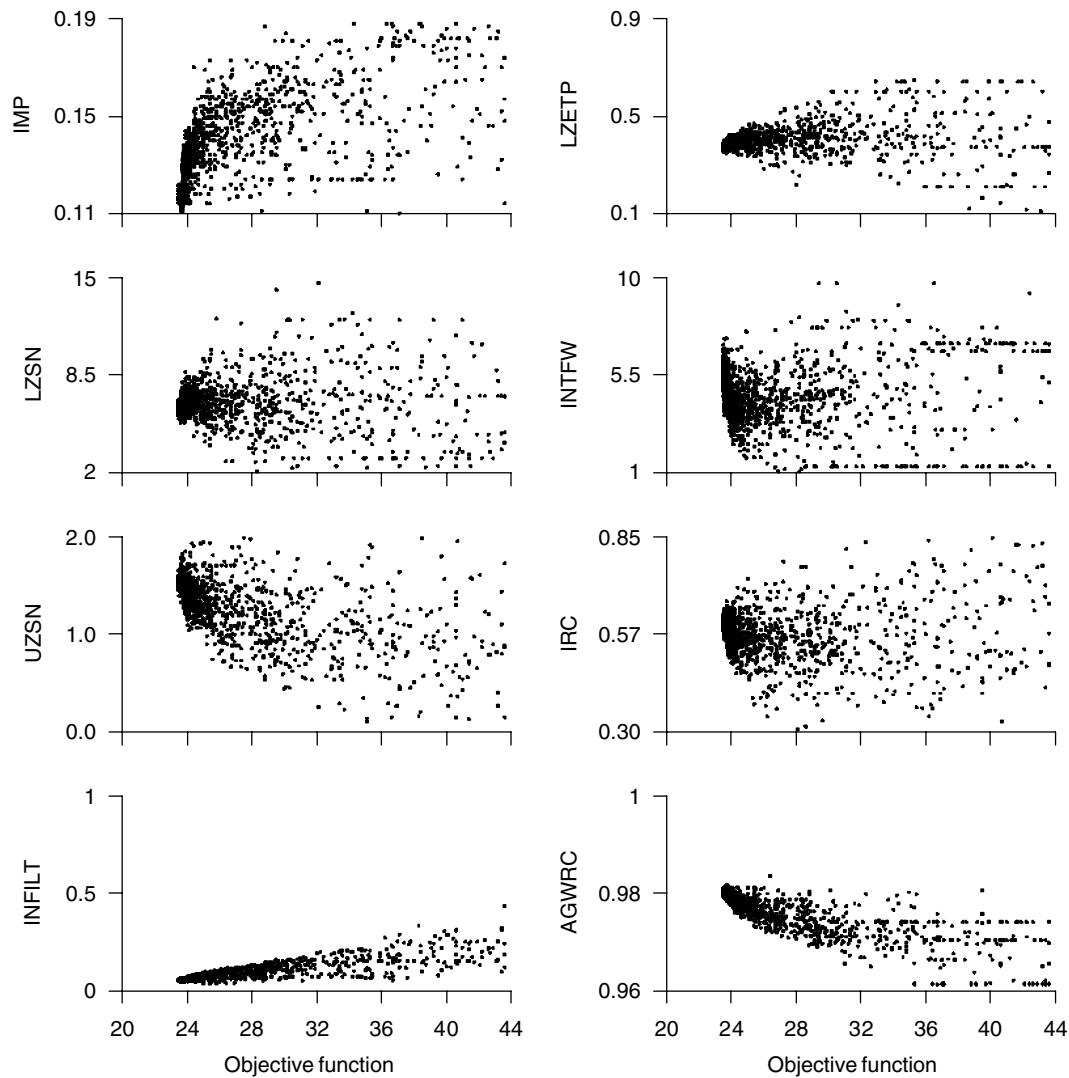 0.19
0.15
0.11
IMP
0.9
0.5
0.1
LZETP
15
8.5
2
LZSN
10
5.5
1
INTFW
2.0
1.0
0.0
UZSN
0.85
0.57
0.30
IRC
1
0.5
0
INFILT
1
0.98
0.96
AGWRC
20 24 28 32 36 40 44
Objective function
20 24 28 32 36 40 44
Objective function